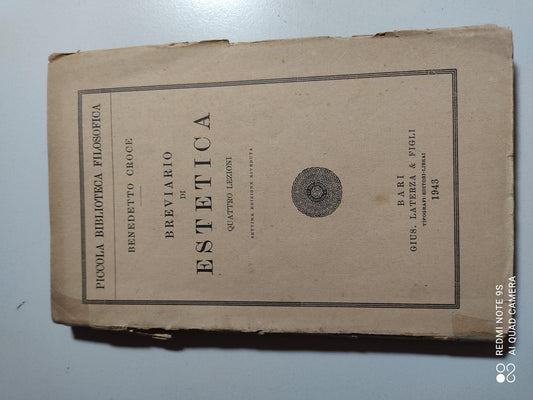 PICCOLA BIBLIOTECA FILOSOFICA
BENEDETTO CROCE
BREVIARIO
DI
ESTETICA
QUATTRO LEZIONI
SETTIMA EDIZIONE RIVEDUTA
BARI
GIUS. LATERZA & FIGLI
TIPOGRAFI-EDITORI-LIBRAI
1943
REDMI NOTE 9S
AI QUAD CAMERA